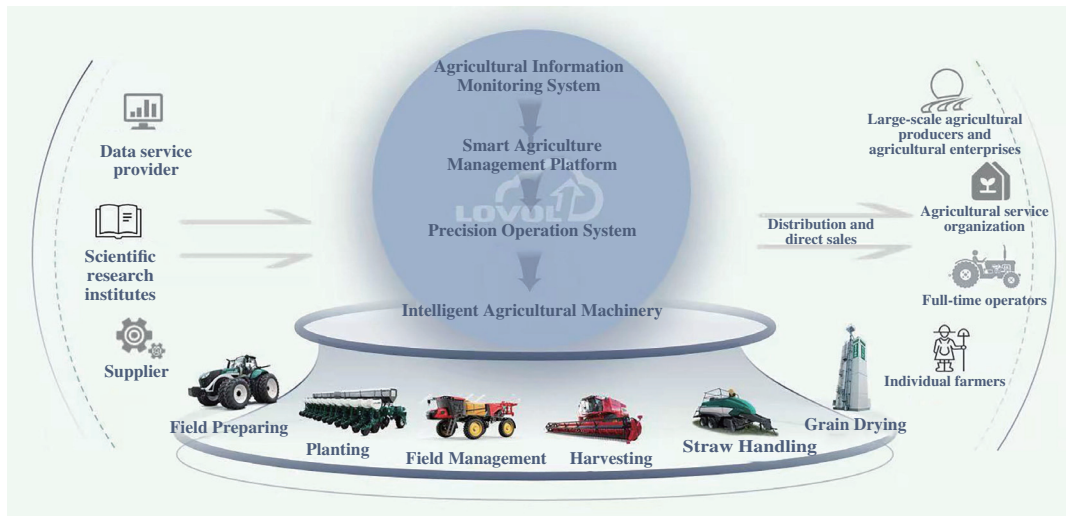 Agricultural Information
Monitoring System
Smart Agriculture
Management Platform
LOVOL
Precision Operation System
Intelligent Agricultural Machinery
Data service
provider
Scientific
research
institutes
Supplier
Distribution and
direct sales
Large-scale agricultural
producers and
agricultural enterprises
Agricultural service
organization
Full-time operators
Individual farmers
Field Preparing
Planting
Field Management
Harvesting
Straw Handling
Grain Drying